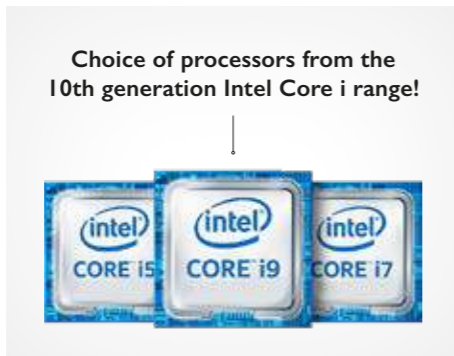 Choice of processors from the
10th generation Intel Core i range!
intel
CORE i5
intel
CORE i9
intel
CORE i7